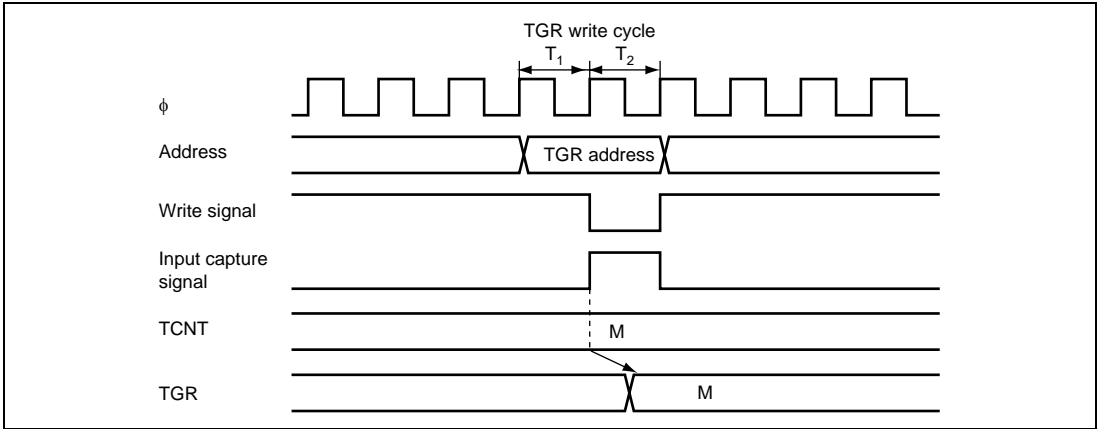 TGR write cycle
T1 T2
ϕ
Address
TGR address
Write signal
Input capture
signal
TCNT
M
TGR
M